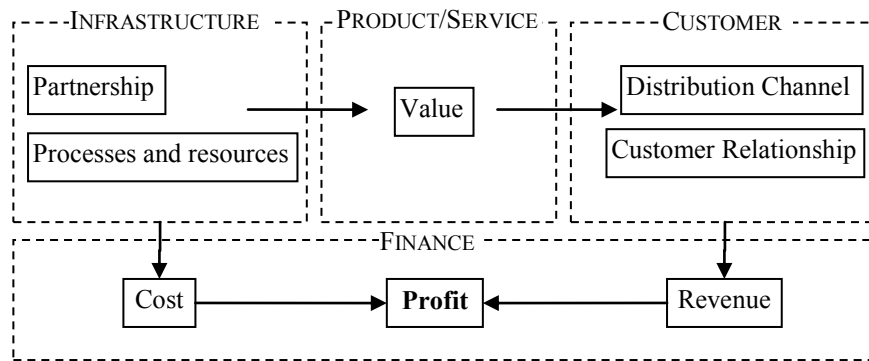 INFRASTRUCTURE
PRODUCT/SERVICE
CUSTOMER
Partnership
Processes and resources
Value
Distribution Channel
Customer Relationship
FINANCE
Cost
Profit
Revenue